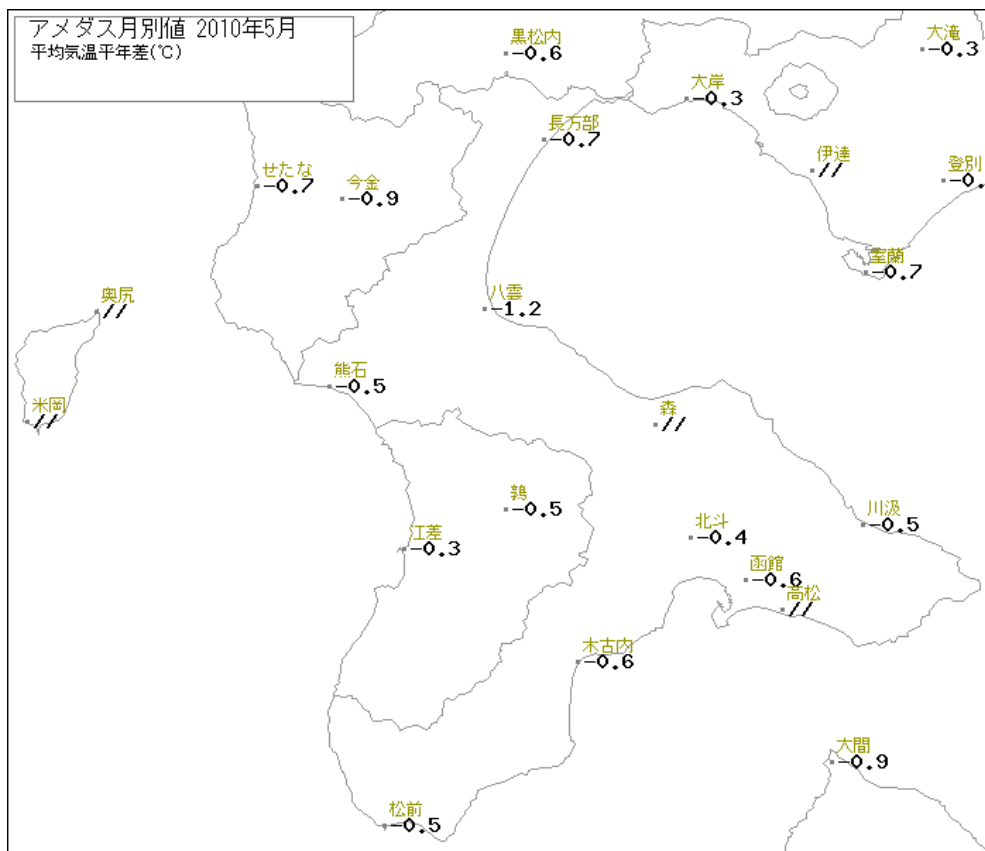 アメダス月別値 2010年5月
平均気温平年差(℃)
黒松内
-0.6
大滝
-0.3
大岸
-0.3
長万部
-0.7
伊達
//
登別
-0.
せたな
-0.7
今金
-0.9
室蘭
-0.7
奥尻
//
八雲
-1.2
熊石
-0.5
米岡
//
森
//
鶉
-0.5
川汲
-0.5
北斗
-0.4
江差
-0.3
函館
-0.6
高松
//
木古内
-0.6
大間
-0.9
松前
-0.5